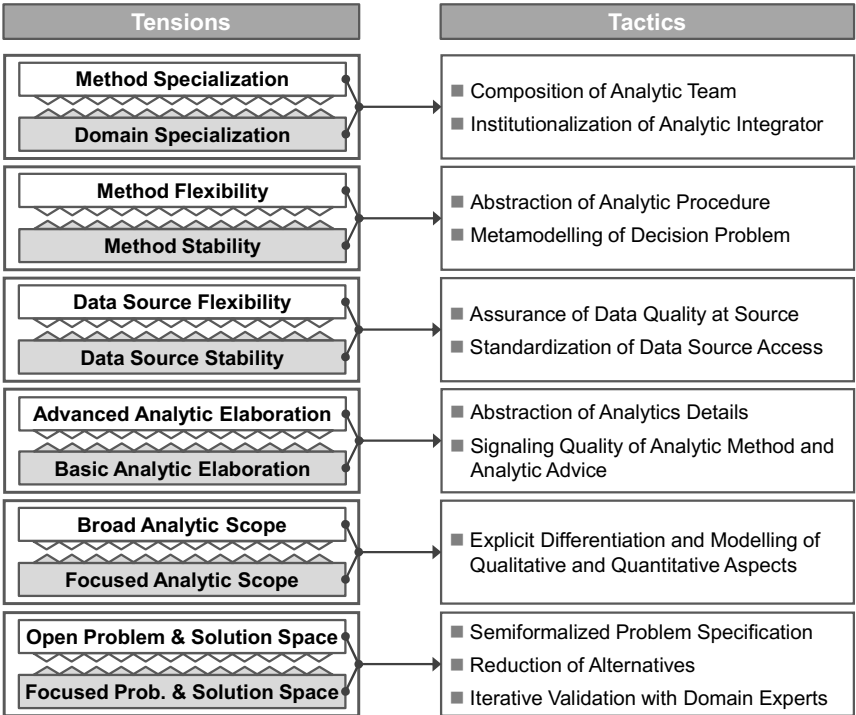 Tensions
Tactics
Method Specialization
Domain Specialization
Composition of Analytic Team
Institutionalization of Analytic Integrator
Method Flexibility
Method Stability
Abstraction of Analytic Procedure
Metamodelling of Decision Problem
Data Source Flexibility
Data Source Stability
Assurance of Data Quality at Source
Standardization of Data Source Access
Advanced Analytic Elaboration
Basic Analytic Elaboration
Abstraction of Analytics Details
Signaling Quality of Analytic Method and
Analytic Advice
Broad Analytic Scope
Focused Analytic Scope
Explicit Differentiation and Modelling of
Qualitative and Quantitative Aspects
Open Problem & Solution Space
Focused Prob. & Solution Space
Semiformalized Problem Specification
Reduction of Alternatives
Iterative Validation with Domain Experts